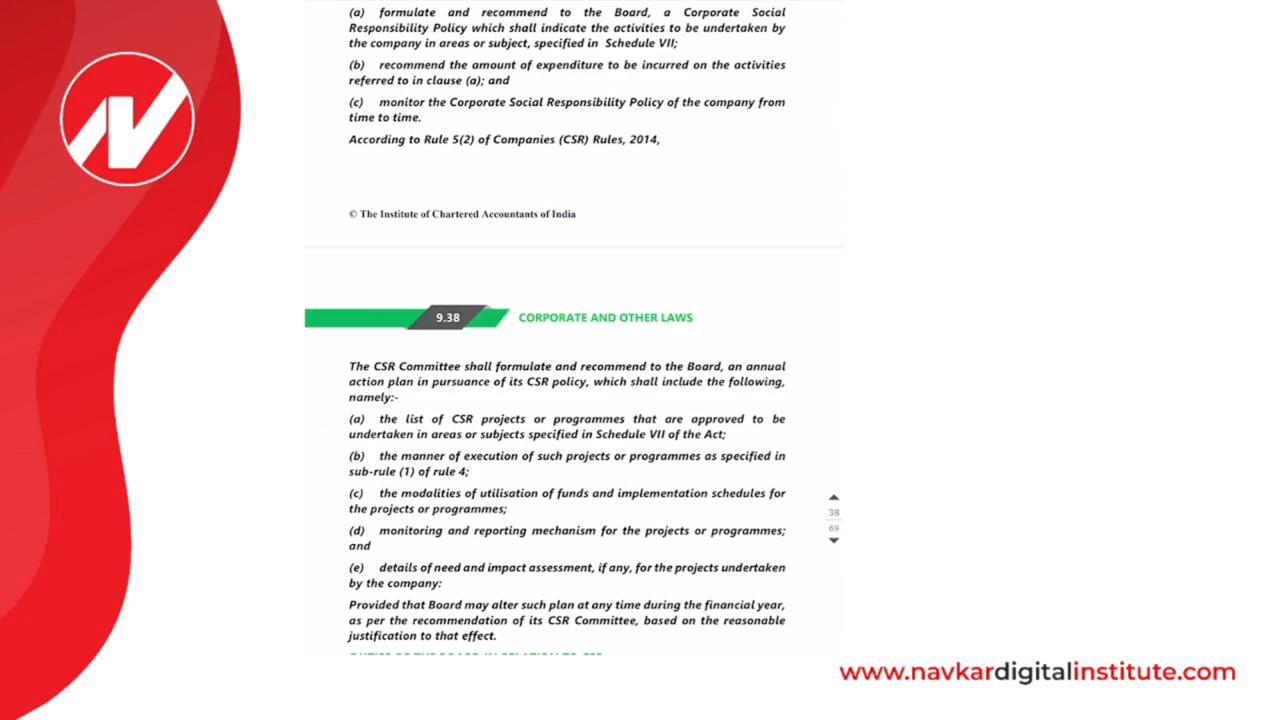 (a) formulate and recommend to the Board, a Corporate Social
Responsibility Policy which shall indicate the activities to be undertaken by
the company in areas or subject, specified in Schedule VII;
(b) recommend the amount of expenditure to be incurred on the activities
referred to in clause (a); and
(c) monitor the Corporate Social Responsibility Policy of the company from
time to time.
According to Rule 5(2) of Companies (CSR) Rules, 2014,
© The Institute of Chartered Accountants of India
9.38 CORPORATE AND OTHER LAWS
The CSR Committee shall formulate and recommend to the Board, an annual
action plan in pursuance of its CSR policy, which shall include the following,
namely:-
(a) the list of CSR projects or programmes that are approved to be
undertaken in areas or subjects specified in Schedule VII of the Act;
(b) the manner of execution of such projects or programmes as specified in
sub-rule (1) of rule 4;
(c) the modalities of utilisation of funds and implementation schedules for
the projects or programmes;
(d) monitoring and reporting mechanism for the projects or programmes;
and
(e) details of need and impact assessment, if any, for the projects undertaken
by the company:
Provided that Board may alter such plan at any time during the financial year,
as per the recommendation of its CSR Committee, based on the reasonable
justification to that effect.
38
69
www.navkardigitalinstitute.com